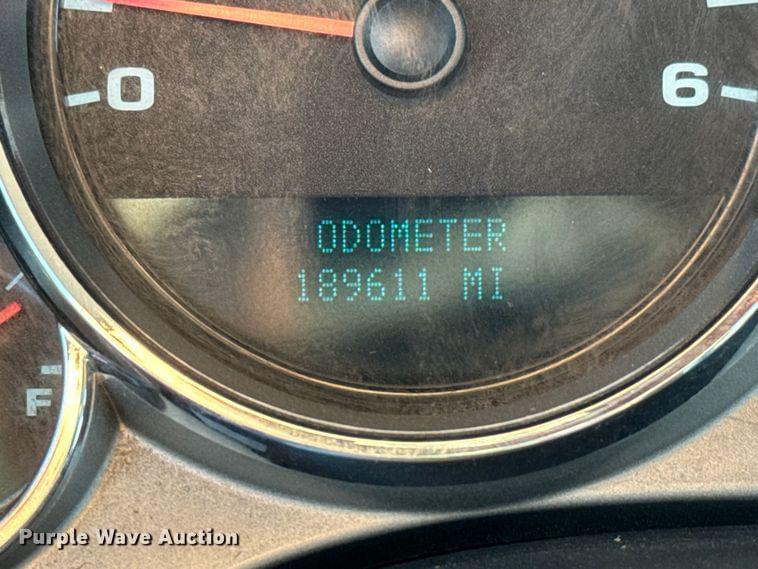 0
6
ODOMETER
189611 MI
F
Purple Wave Auction